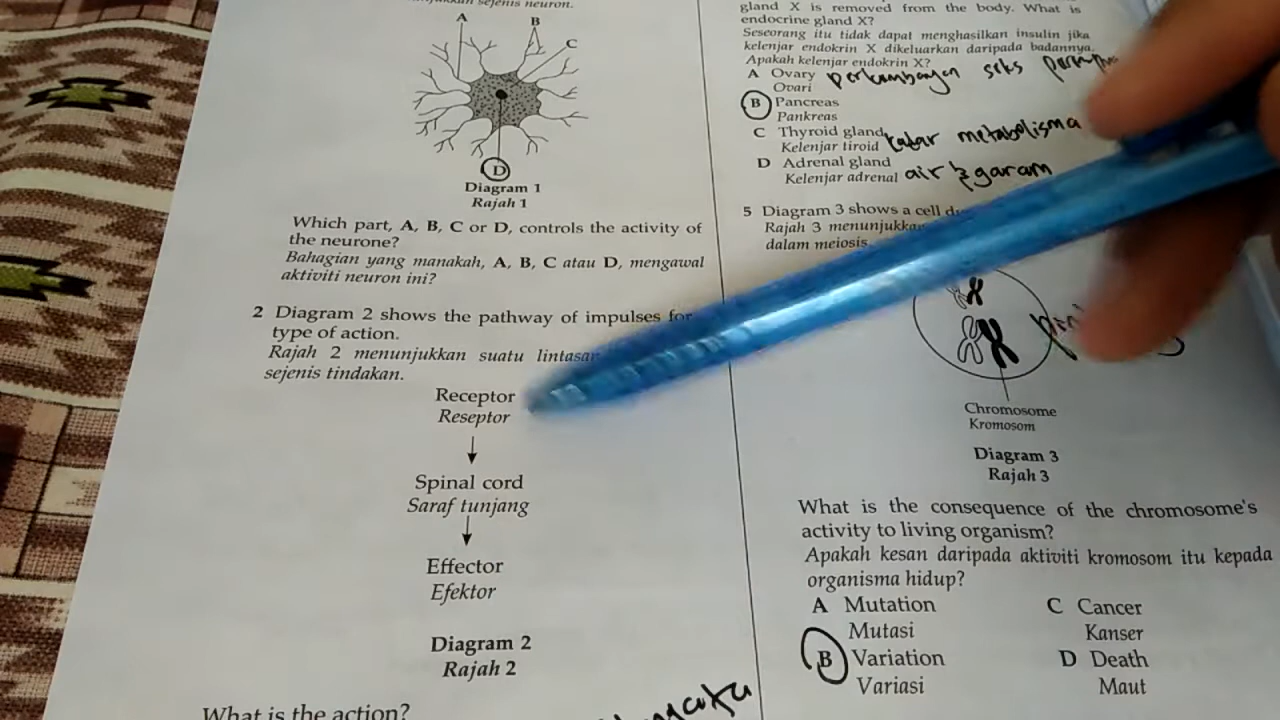 sejenis neuron.
A
B
C
D
Diagram 1
Rajah 1
Which part, A, B, C or D, controls the activity of
the neurone?
Bahagian yang manakah, A, B, C atau D, mengawal
aktiviti neuron ini?
2 Diagram 2 shows the pathway of impulses for
type of action.
Rajah 2 menunjukkan suatu lintasan
sejenis tindakan.
Receptor
Reseptor
Spinal cord
Saraf tunjang
Effector
Efektor
Diagram 2
Rajah 2
What is the action?
gland X is removed from the body. What is
endocrine gland X?
Seseorang itu tidak dapat menghasilkan insulin jika
kelenjar endokrin X dikeluarkan daripada badannya.
Apakah kelenjar endokrin X?
A Ovary perkembangan seks
Ovari
B Pancreas
Pankreas
C Thyroid gland
Kelenjar tiroid kadar metabolisma
D Adrenal gland
Kelenjar adrenal air & garam
5 Diagram 3 shows a cell
Rajah 3 menunjukka
dalam meiosis.
Chromosome
Kromosom
Diagram 3
Rajah 3
What is the consequence of the chromosome's
activity to living organism?
Apakah kesan daripada aktiviti kromosom itu kepada
organisma hidup?
A Mutation C Cancer
Mutasi Kanser
B Variation D Death
Variasi Maut